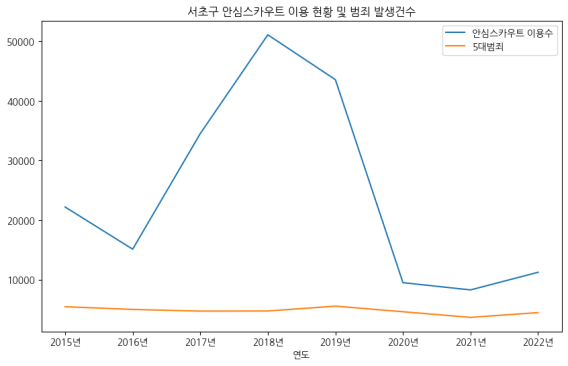 서초구 안심스카우트 이용 현황 및 범죄 발생건수
안심스카우트 이용수
5대범죄
50000
40000
30000
20000
10000
2015년 2016년 2017년 2018년 2019년 2020년 2021년 2022년
연도